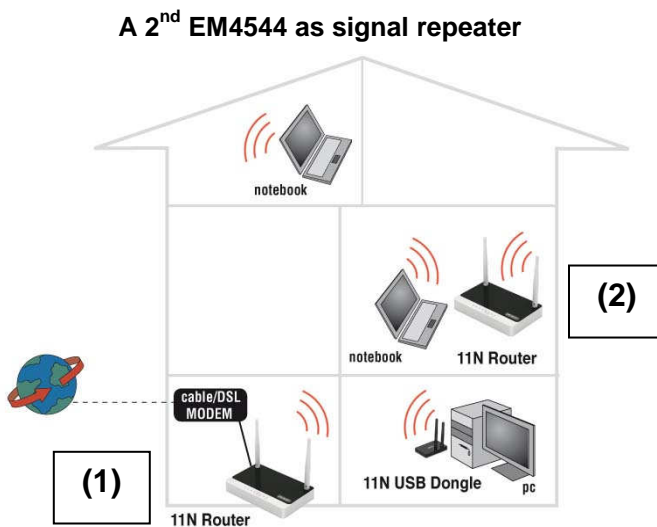 A 2nd EM4544 as signal repeater
notebook
(2)
notebook
11N Router
cable/DSL
MODEM
(1)
11N USB Dongle
pc
11N Router